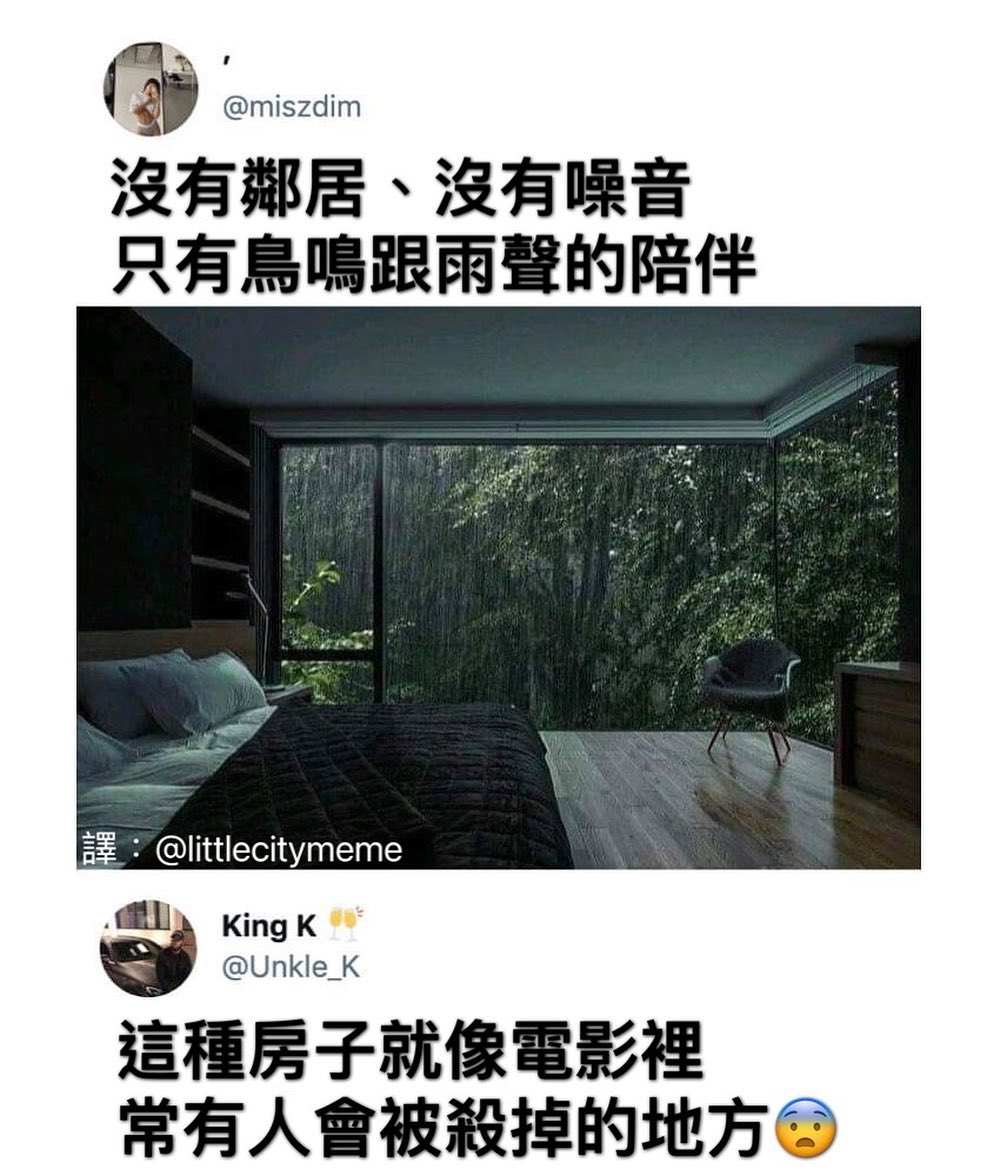 ,
@miszdim
沒有鄰居、沒有噪音
只有鳥鳴跟雨聲的陪伴
譯：@littlecitymeme
King K 🥂
@Unkle_K
這種房子就像電影裡
常有人會被殺掉的地方😨